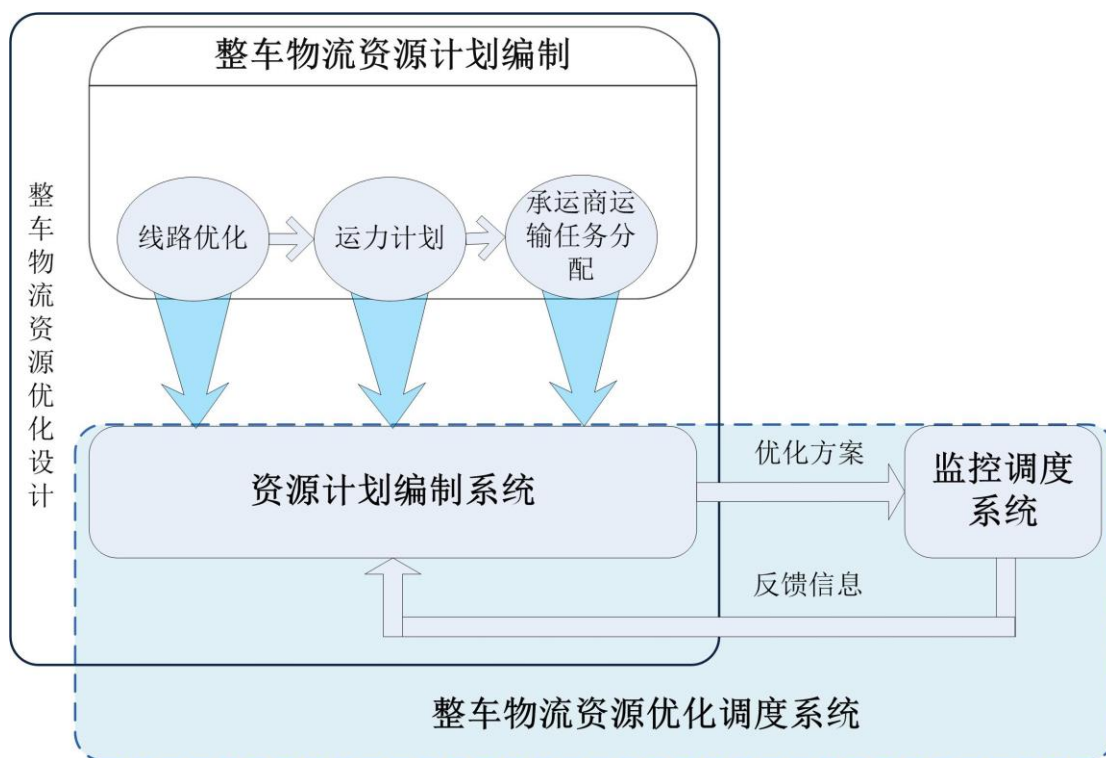 整车物流资源计划编制
整车物流资源优化设计
线路优化
运力计划
承运商运
输任务分
配
资源计划编制系统
优化方案
监控调度
系统
反馈信息
整车物流资源优化调度系统